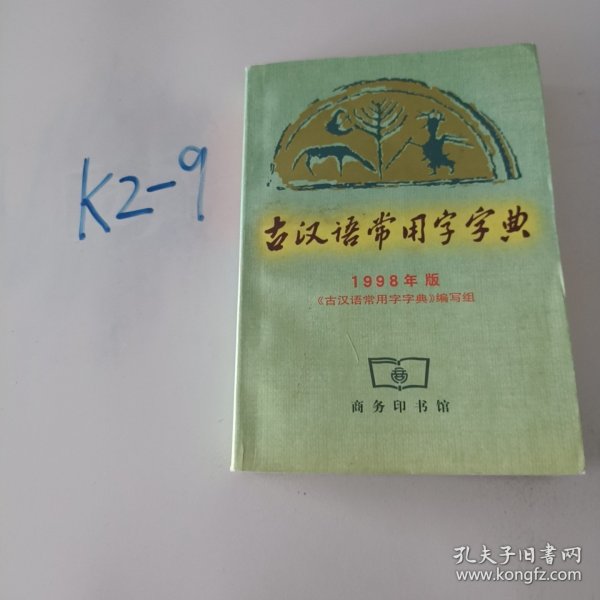 K2-9
古汉语常用字字典
1998年版
《古汉语常用字字典》编写组
商务印书馆
孔夫子旧书网
www.kongfz.com